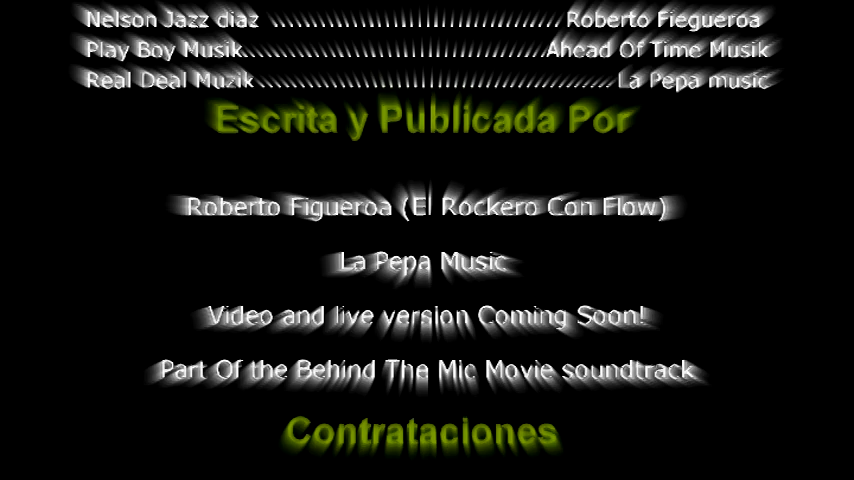 Nelson Jazz diaz ........................................ Roberto Fiegueroa
Play Boy Musik........................................Ahead Of Time Musik
Real Deal Muzik................................................La Pepa music
Escrita y Publicada Por
Roberto Figueroa (El Rockero Con Flow)
La Pepa Music
Video and live version Coming Soon!
Part Of the Behind The Mic Movie soundtrack
Contrataciones